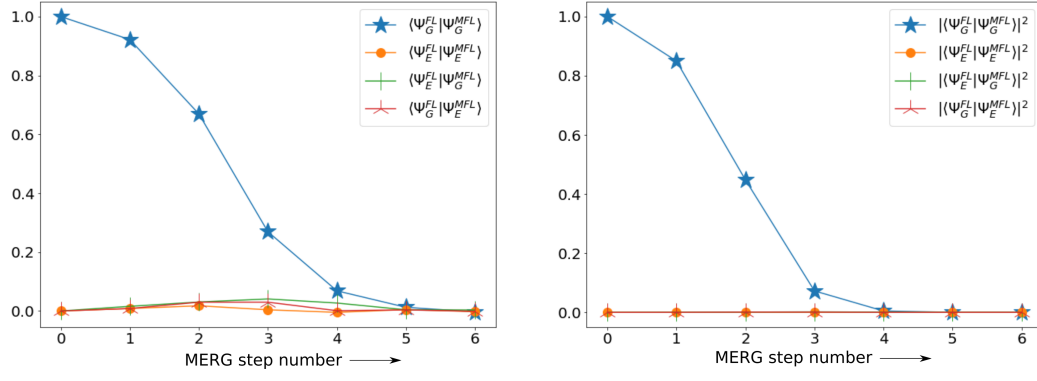 1.0
0.8
0.6
0.4
0.2
0.0
0 1 2 3 4 5 6
MERG step number
⟨Ψ_G^{FL}|Ψ_G^{MFL}⟩
⟨Ψ_E^{FL}|Ψ_E^{MFL}⟩
⟨Ψ_E^{FL}|Ψ_G^{MFL}⟩
⟨Ψ_G^{FL}|Ψ_E^{MFL}⟩
1.0
0.8
0.6
0.4
0.2
0.0
0 1 2 3 4 5 6
MERG step number
|⟨Ψ_G^{FL}|Ψ_G^{MFL}⟩|²
|⟨Ψ_E^{FL}|Ψ_E^{MFL}⟩|²
|⟨Ψ_E^{FL}|Ψ_G^{MFL}⟩|²
|⟨Ψ_G^{FL}|Ψ_E^{MFL}⟩|²